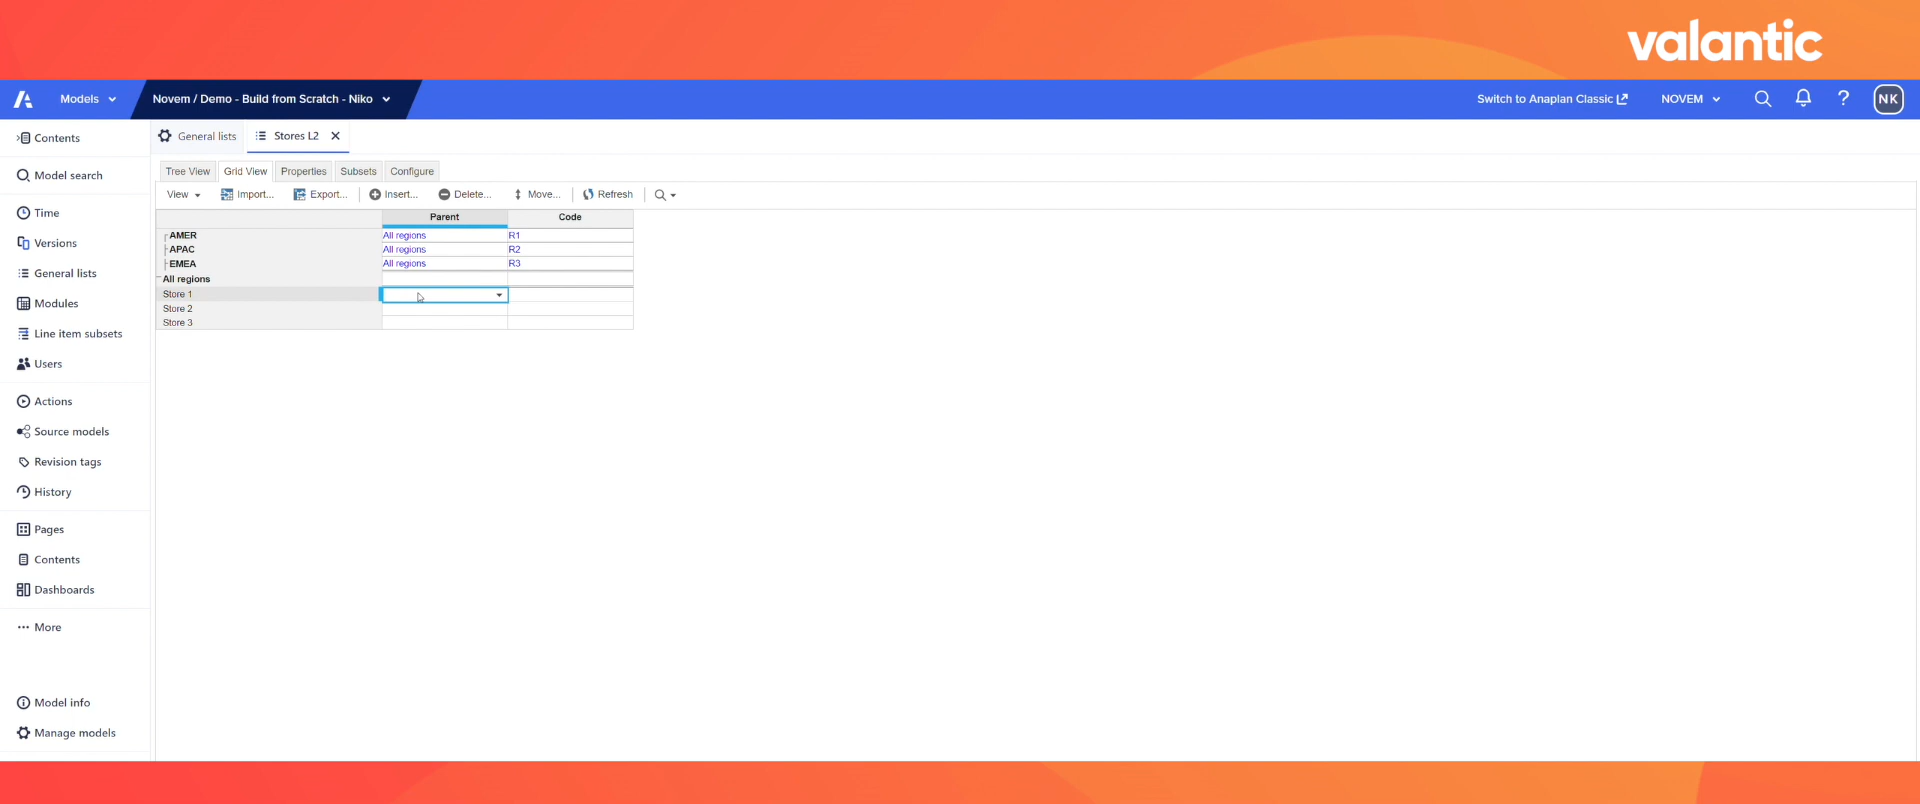 valantic
Models
Novem / Demo - Build from Scratch - Niko
Switch to Anaplan Classic
NOVEM
?
NK
Contents
General lists
Stores L2
Model search
Tree View
Grid View
Properties
Subsets
Configure
View
Import...
Export...
Insert...
Delete...
Move...
Refresh
Time
Versions
General lists
Modules
Line item subsets
Users
Actions
Source models
Revision tags
History
Pages
Contents
Dashboards
More
Model info
Manage models
Parent Code
AMER All regions R1
APAC All regions R2
EMEA All regions R3
All regions
Store 1
Store 2
Store 3